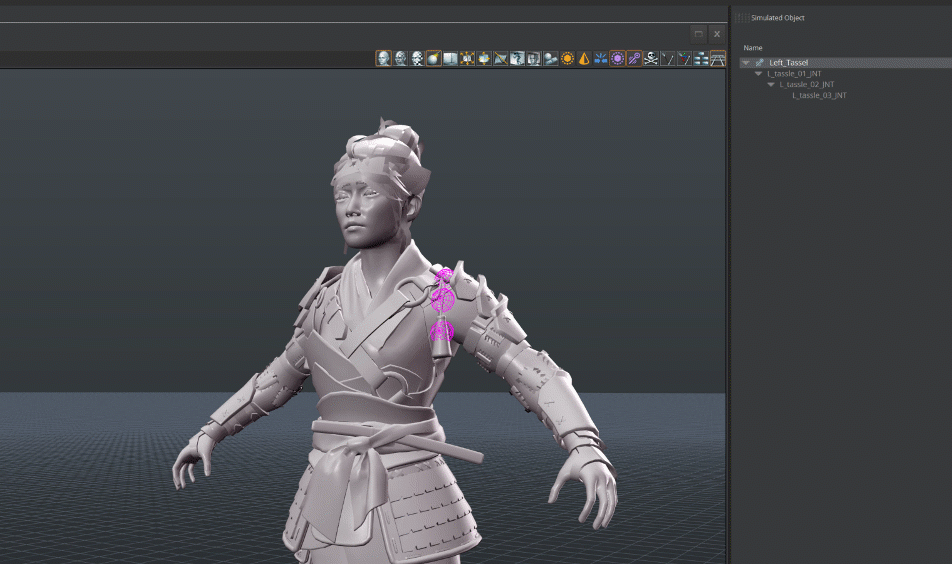 Simulated Object
Name
Left_Tassel
L_tassle_01_JNT
L_tassle_02_JNT
L_tassle_03_JNT